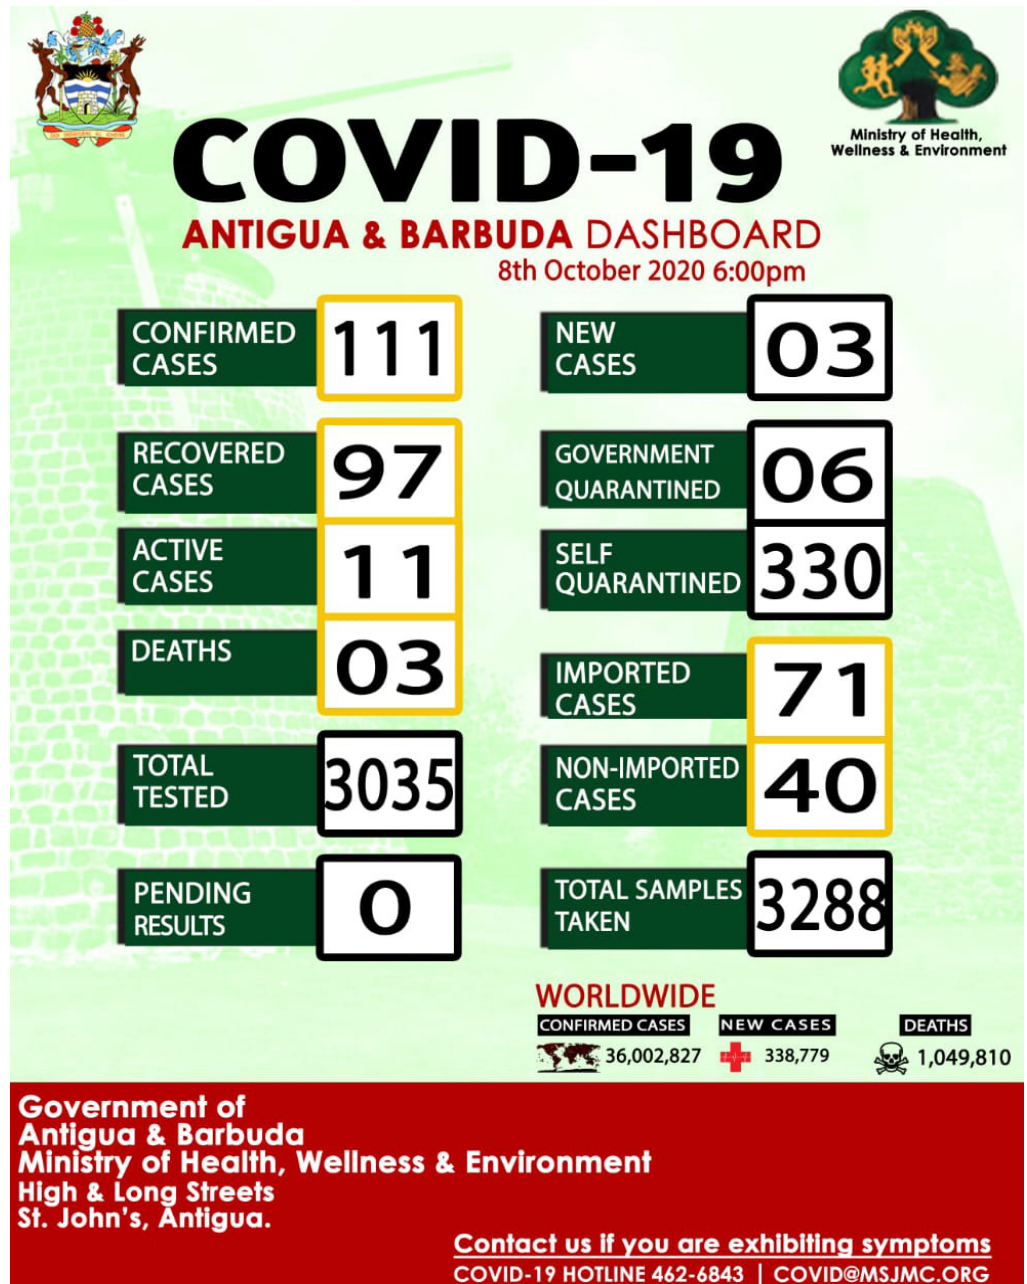 Ministry of Health,
Wellness & Environment
COVID-19
ANTIGUA & BARBUDA DASHBOARD
8th October 2020 6:00pm
CONFIRMED
CASES
111
NEW
CASES
03
RECOVERED
CASES
97
GOVERNMENT
QUARANTINED
06
ACTIVE
CASES
11
SELF
QUARANTINED
330
DEATHS
03
IMPORTED
CASES
71
TOTAL
TESTED
3035
NON-IMPORTED
CASES
40
PENDING
RESULTS
0
TOTAL SAMPLES
TAKEN
3288
WORLDWIDE
CONFIRMED CASES
36,002,827
NEW CASES
338,779
DEATHS
1,049,810
Government of
Antigua & Barbuda
Ministry of Health, Wellness & Environment
High & Long Streets
St. John's, Antigua.
Contact us if you are exhibiting symptoms
COVID-19 HOTLINE 462-6843 | COVID@MSJMC.ORG